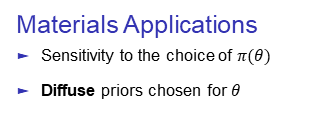 Materials Applications
► Sensitivity to the choice of π(θ)
► Diffuse priors chosen for θ